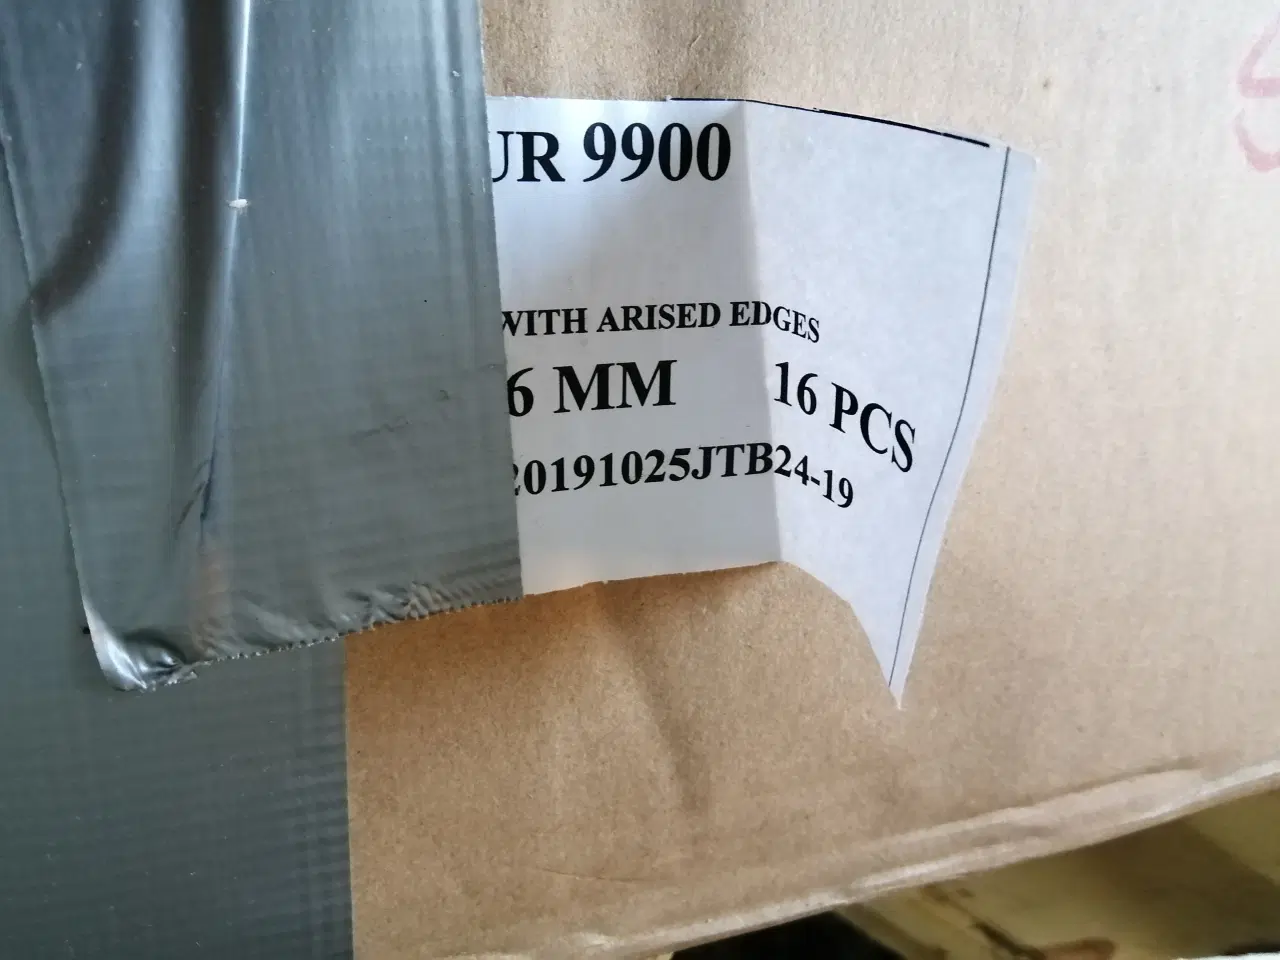 UR 9900
WITH ARISED EDGES
6 MM 16 PCS
20191025JTB24-19